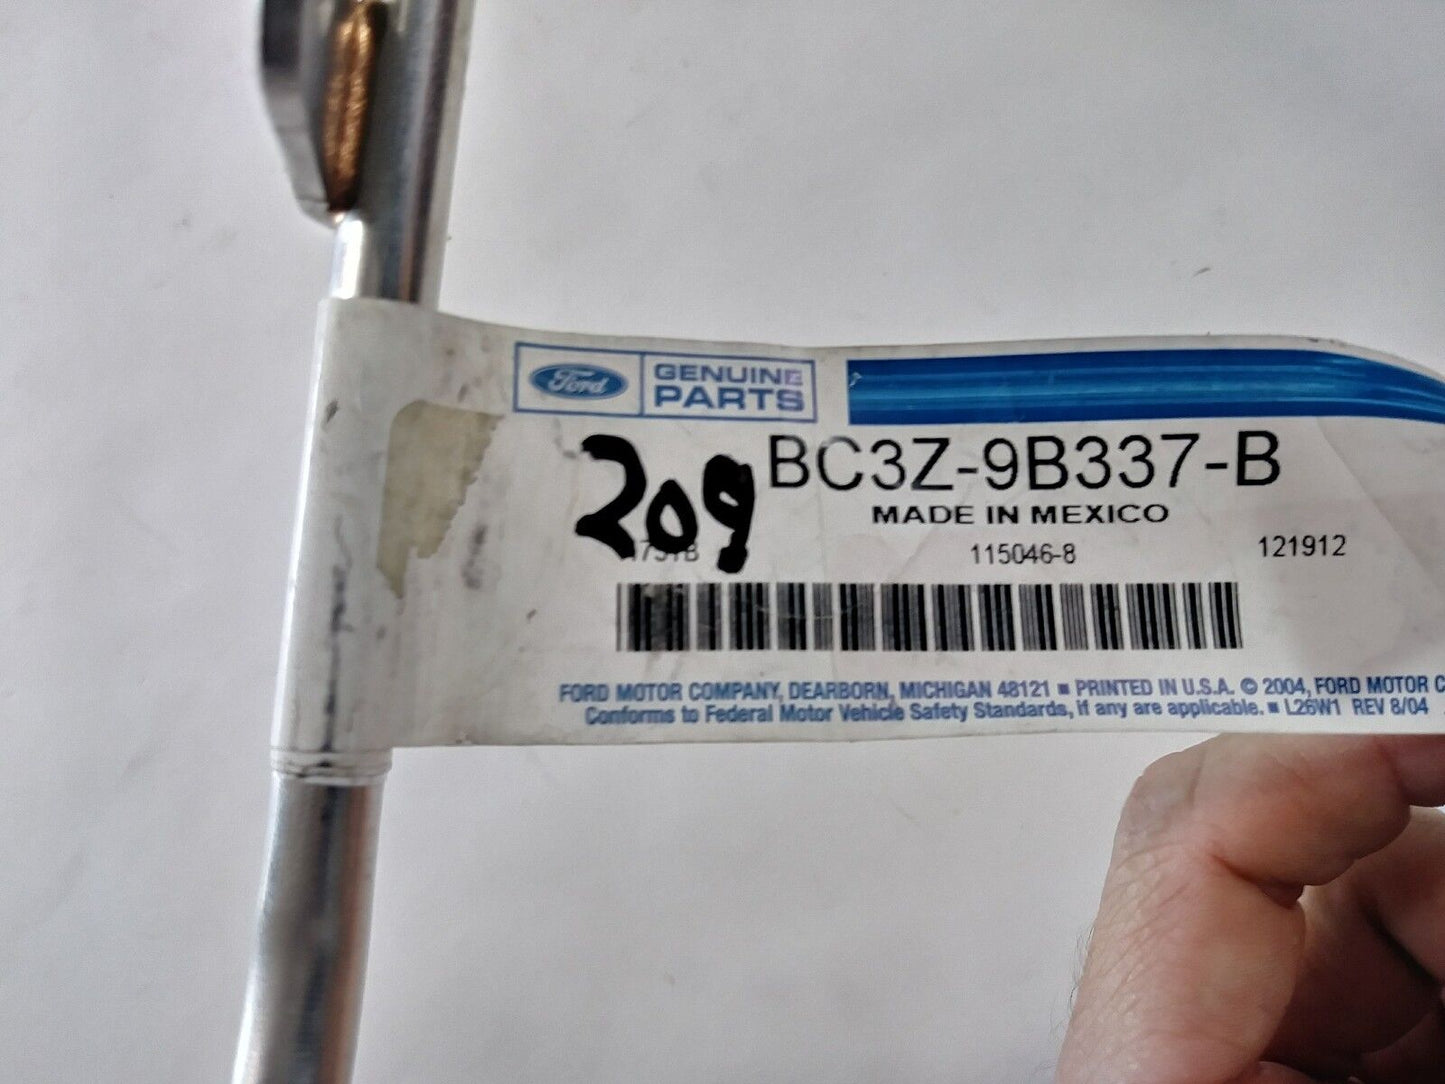 Ford GENUINE
PARTS
209 BC3Z-9B337-B
MADE IN MEXICO
115046-8 121912
FORD MOTOR COMPANY, DEARBORN, MICHIGAN 48121 ■ PRINTED IN U.S.A. © 2004, FORD MOTOR C
Conforms to Federal Motor Vehicle Safety Standards, if any are applicable. ■ L26W1 REV 8/04